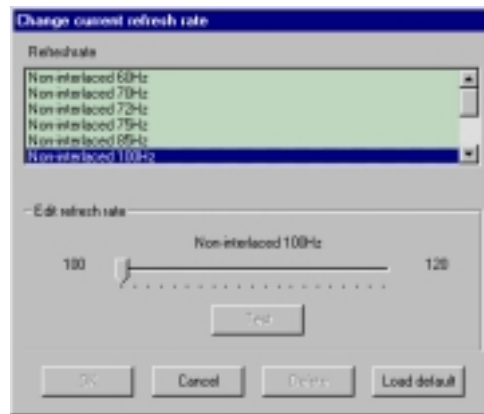 Change current refresh rate
Refreshrate
Non-interlaced 60Hz
Non-interlaced 70Hz
Non-interlaced 72Hz
Non-interlaced 75Hz
Non-interlaced 85Hz
Non-interlaced 100Hz
Edit refresh rate
Non-interlaced 100Hz
100 120
Test
OK Cancel Delete Load default